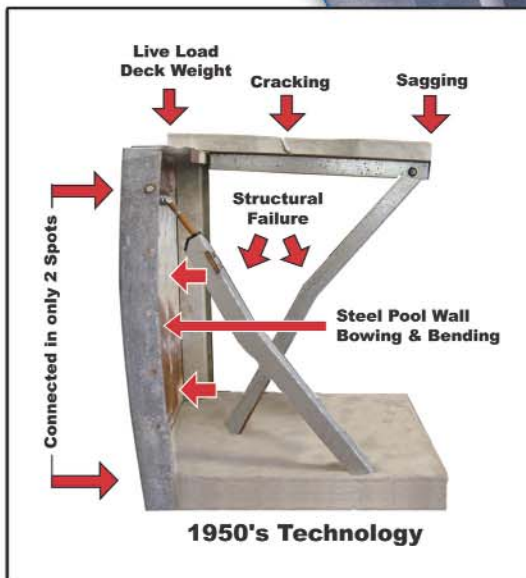 Live Load
Deck Weight
Cracking
Sagging
Structural
Failure
Connected in only 2 Spots
Steel Pool Wall
Bowing & Bending
1950's Technology